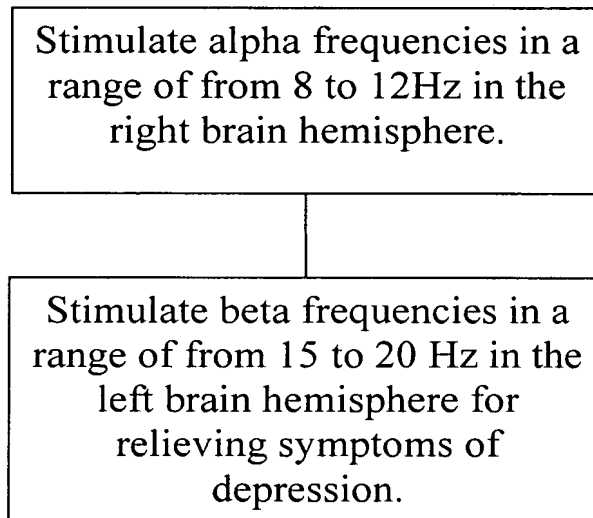 Stimulate alpha frequencies in a
range of from 8 to 12Hz in the
right brain hemisphere.
Stimulate beta frequencies in a
range of from 15 to 20 Hz in the
left brain hemisphere for
relieving symptoms of
depression.